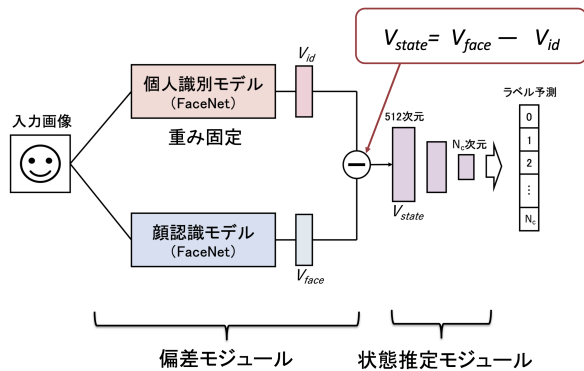 V_state = V_face − V_id
V_id
個人識別モデル
(FaceNet)
重み固定
入力画像
512次元
N_c次元
ラベル予測
0
1
2
⋮
N_c
−
V_state
顔認識モデル
(FaceNet)
V_face
偏差モジュール
状態推定モジュール